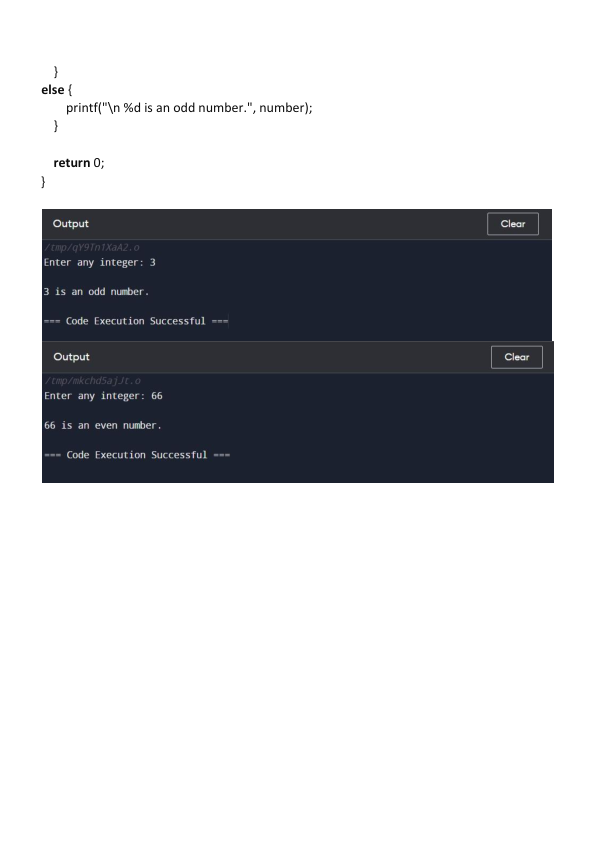 }
else {
printf("\n %d is an odd number.", number);
}
return 0;
}
Output
Clear
/tmp/qY9Tn1XaA2.o
Enter any integer: 3
3 is an odd number.
=== Code Execution Successful ===
Output
Clear
/tmp/mkchd5ajJt.o
Enter any integer: 66
66 is an even number.
=== Code Execution Successful ===